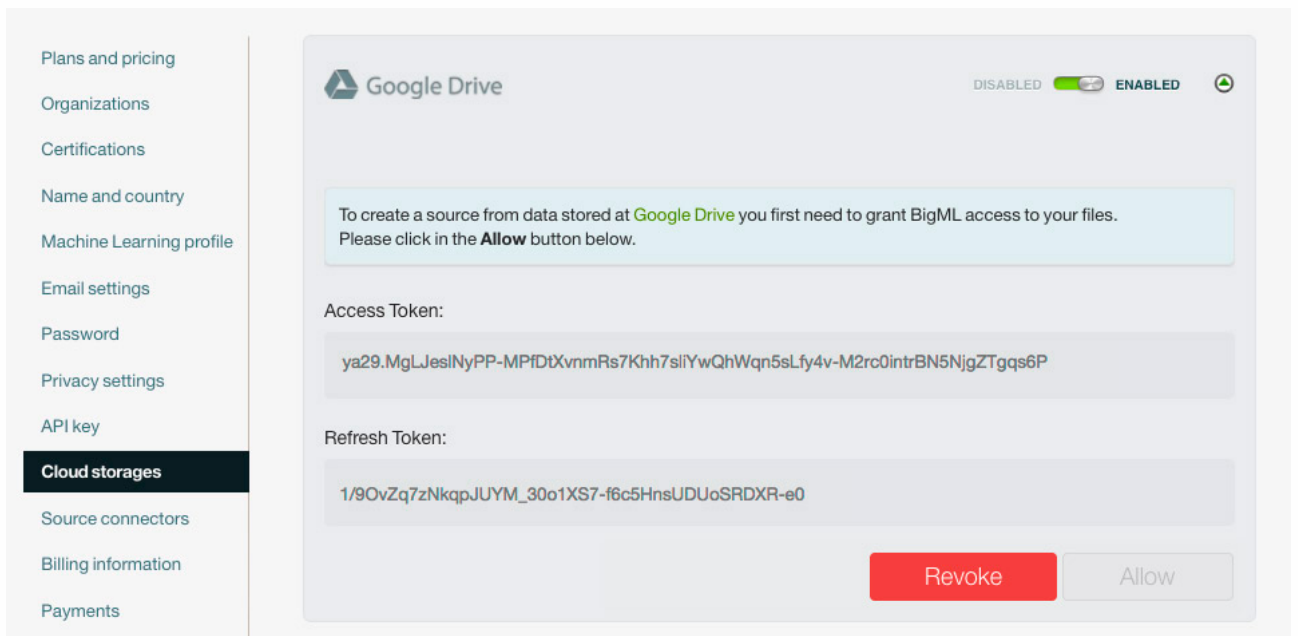 Plans and pricing
Organizations
Certifications
Name and country
Machine Learning profile
Email settings
Password
Privacy settings
API key
Cloud storages
Source connectors
Billing information
Payments
Google Drive
DISABLED ENABLED
To create a source from data stored at Google Drive you first need to grant BigML access to your files.
Please click in the Allow button below.
Access Token:
ya29.MgLJeslNyPP-MPfDtXvnmRs7Khh7sliYwQhWqn5sLfy4v-M2rc0intrBN5NjgZTgqs6P
Refresh Token:
1/9OvZq7zNkqpJUYM_30o1XS7-f6c5HnsUDUoSRDXR-e0
Revoke Allow